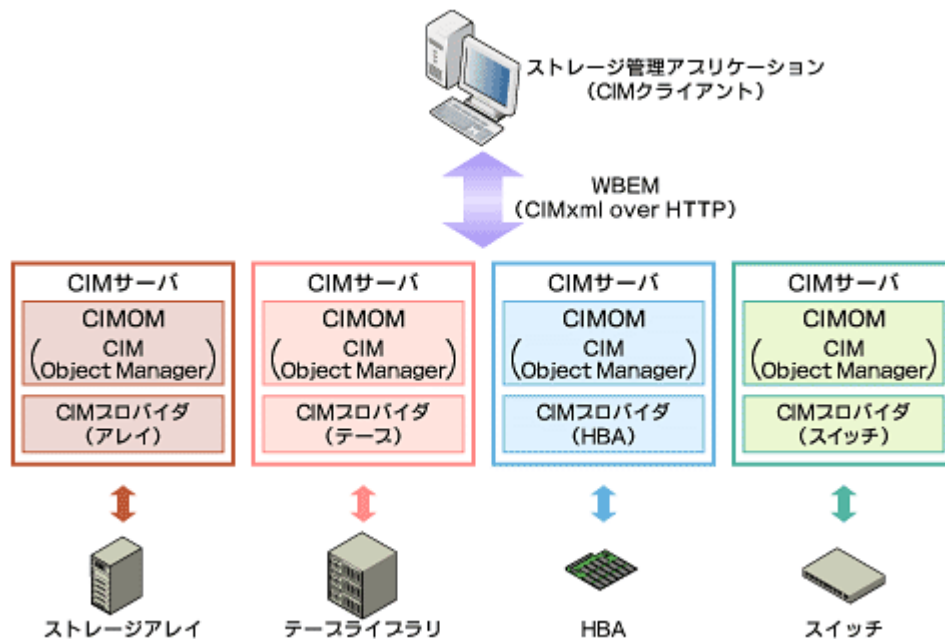 ストレージ管理アプリケーション
(CIMクライアント)
WBEM
(CIMxml over HTTP)
CIMサーバ
CIMOM
(CIM
Object Manager)
CIMプロバイダ
(アレイ)
CIMサーバ
CIMOM
(CIM
Object Manager)
CIMプロバイダ
(テープ)
CIMサーバ
CIMOM
(CIM
Object Manager)
CIMプロバイダ
(HBA)
CIMサーバ
CIMOM
(CIM
Object Manager)
CIMプロバイダ
(スイッチ)
ストレージアレイ
テープライブラリ
HBA
スイッチ